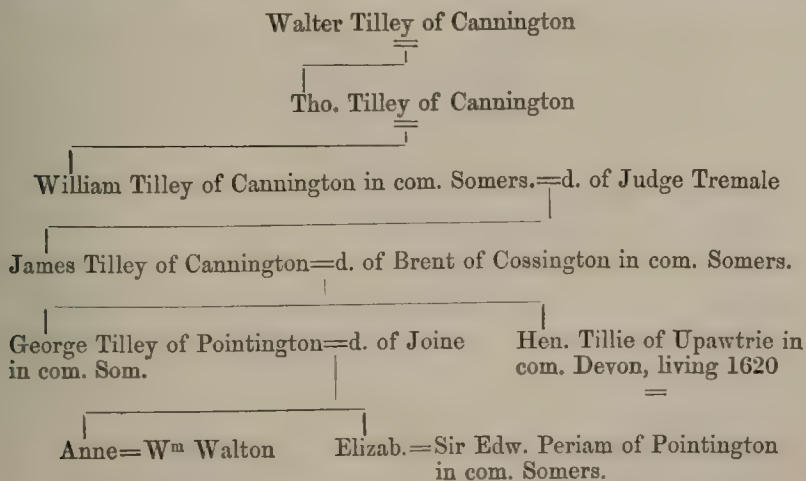 Walter Tilley of Cannington
Tho. Tilley of Cannington
William Tilley of Cannington in com. Somers.=d. of Judge Tremale
James Tilley of Cannington=d. of Brent of Cossington in com. Somers.
George Tilley of Pointington=d. of Joine
in com. Som.
Hen. Tillie of Upawtrie in
com. Devon, living 1620
Anne=Wᵐ Walton
Elizab.=Sir Edw. Periam of Pointington
in com. Somers.